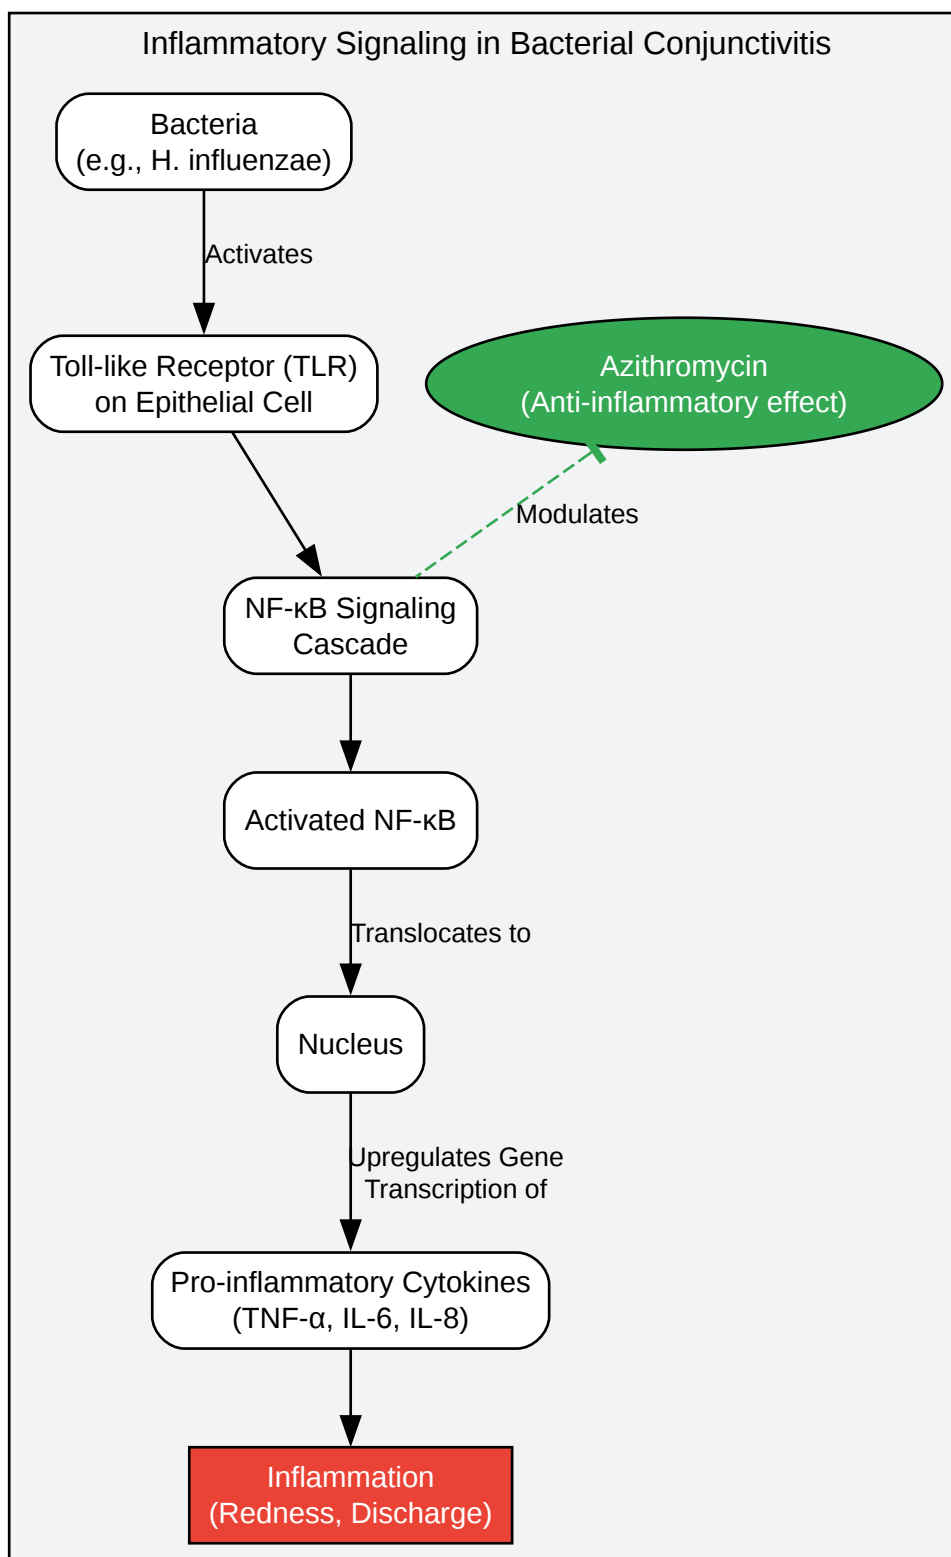 Inflammatory Signaling in Bacterial Conjunctivitis
Bacteria
(e.g., H. influenzae)
Activates
Toll-like Receptor (TLR)
on Epithelial Cell
Azithromycin
(Anti-inflammatory effect)
Modulates
NF-κB Signaling
Cascade
Activated NF-κB
Translocates to
Nucleus
Upregulates Gene
Transcription of
Pro-inflammatory Cytokines
(TNF-α, IL-6, IL-8)
Inflammation
(Redness, Discharge)